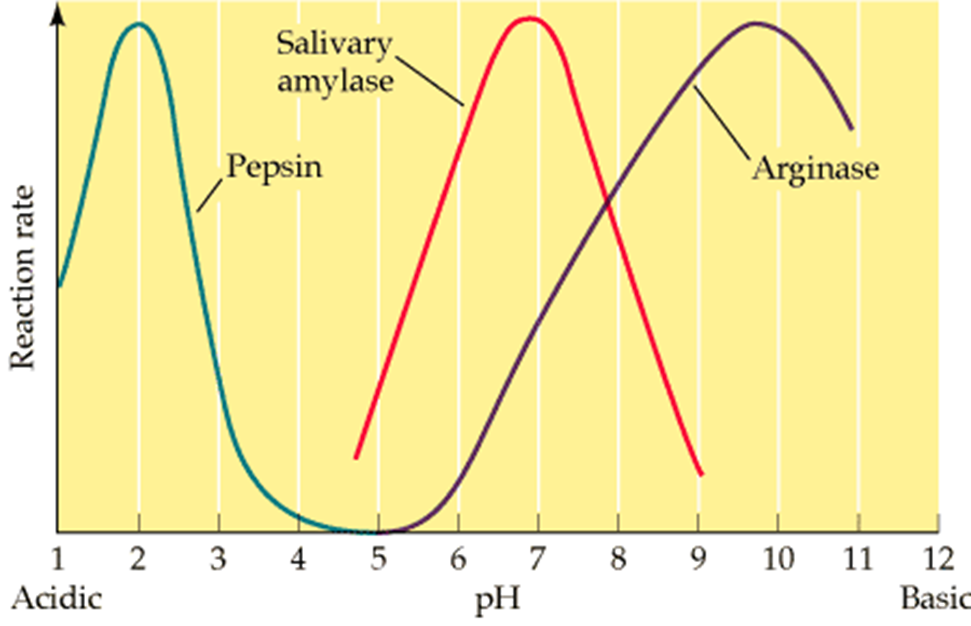 Salivary
amylase
Pepsin
Arginase
Reaction rate
1 2 3 4 5 6 7 8 9 10 11 12
Acidic pH Basic